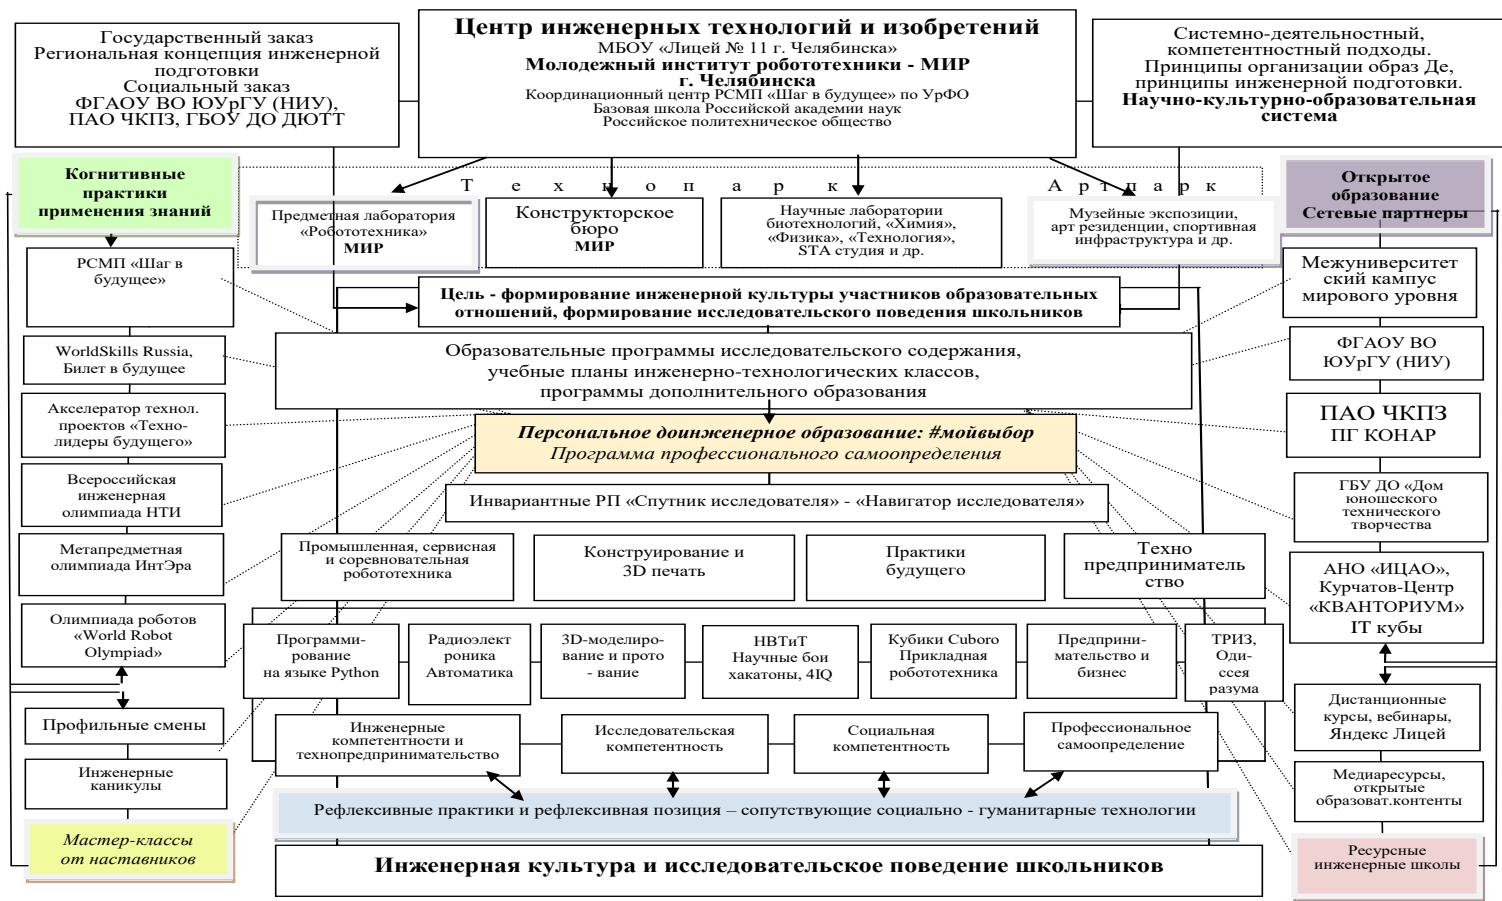 Государственный заказ
Региональная концепция инженерной
подготовки
Социальный заказ
ФГАОУ ВО ЮУрГУ (НИУ),
ПАО ЧКПЗ, ГБОУ ДО ДЮТТ
Центр инженерных технологий и изобретений
МБОУ «Лицей № 11 г. Челябинска»
Молодежный институт робототехники - МИР
г. Челябинска
Координационный центр РСМП «Шаг в будущее» по УрФО
Базовая школа Российской академии наук
Российское политехническое общество
Системно-деятельностный,
компетентностный подходы.
Принципы организации образ Де,
принципы инженерной подготовки.
Научно-культурно-образовательная
система
Когнитивные
практики
применения знаний
Технопарк
Артпарк
Открытое
образование
Сетевые партнеры
Предметная лаборатория
«Робототехника»
МИР
Конструкторское
бюро
МИР
Научные лаборатории
биотехнологий, «Химия»,
«Физика», «Технология»,
STA студия и др.
Музейные экспозиции,
арт резиденции, спортивная
инфраструктура и др.
РСМП «Шаг в
будущее»
WorldSkills Russia,
Билет в будущее
Акселератор технол.
проектов «Техно-
лидеры будущего»
Всероссийская
инженерная
олимпиада НТИ
Метапредметная
олимпиада ИнтЭра
Олимпиада роботов
«World Robot
Olympiad»
Профильные смены
Инженерные
каникулы
Мастер-классы
от наставников
Цель - формирование инженерной культуры участников образовательных
отношений, формирование исследовательского поведения школьников
Образовательные программы исследовательского содержания,
учебные планы инженерно-технологических классов,
программы дополнительного образования
Персональное доинженерное образование: #мойвыбор
Программа профессионального самоопределения
Инвариантные РП «Спутник исследователя» - «Навигатор исследователя»
Промышленная, сервисная
и соревновательная
робототехника
Конструирование и
3D печать
Практики
будущего
Техно
предприниматель
ство
Программи-
рование
на языке Python
Радиоэлект
роника
Автоматика
3D-моделиро-
вание и прото
- вание
НВТиТ
Научные бои
хакатоны, 4IQ
Кубики Cuboro
Прикладная
робототехника
Предприни-
мательство и
бизнес
ТРИЗ,
Оди-
ссея
разума
Инженерные
компетентности и
технопредпринимательство
Исследовательская
компетентность
Социальная
компетентность
Профессиональное
самоопределение
Рефлексивные практики и рефлексивная позиция – сопутствующие социально - гуманитарные технологии
Инженерная культура и исследовательское поведение школьников
Межуниверситет
ский кампус
мирового уровня
ФГАОУ ВО
ЮУрГУ (НИУ)
ПАО ЧКПЗ
ПГ КОНАР
ГБУ ДО «Дом
юношеского
технического
творчества
АНО «ИЦАО»,
Курчатов-Центр
«КВАНТОРИУМ»
IT кубы
Дистанционные
курсы, вебинары,
Яндекс Лицей
Медиаресурсы,
открытые
образоват.контенты
Ресурсные
инженерные школы